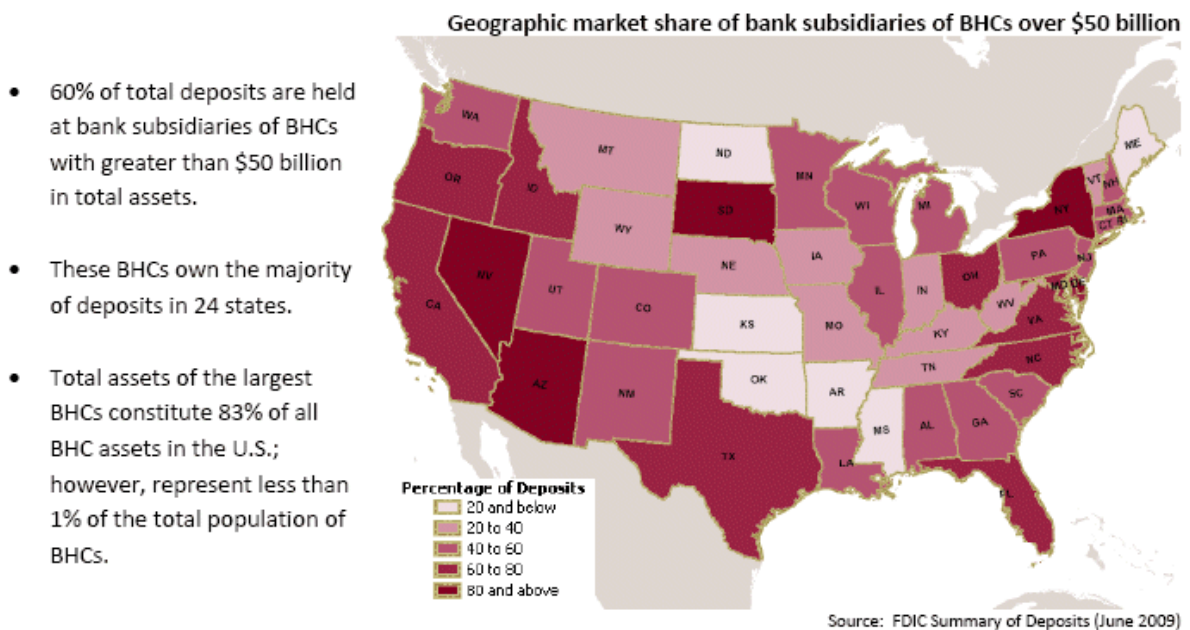 Geographic market share of bank subsidiaries of BHCs over $50 billion
• 60% of total deposits are held
at bank subsidiaries of BHCs
with greater than $50 billion
in total assets.
• These BHCs own the majority
of deposits in 24 states.
• Total assets of the largest
BHCs constitute 83% of all
BHC assets in the U.S.;
however, represent less than
1% of the total population of
BHCs.
WA
MT
ND
MN
ME
VT
NH
OR
ID
SD
WI
MI
NY
MA
CT
RI
WY
IA
PA
NJ
NE
OH
MD
DE
NV
UT
CO
IL
IN
WV
VA
CA
KS
MO
KY
NC
TN
AZ
NM
OK
AR
SC
MS
AL
GA
TX
LA
FL
Percentage of Deposits
20 and below
20 to 40
40 to 60
60 to 80
80 and above
Source: FDIC Summary of Deposits (June 2009)